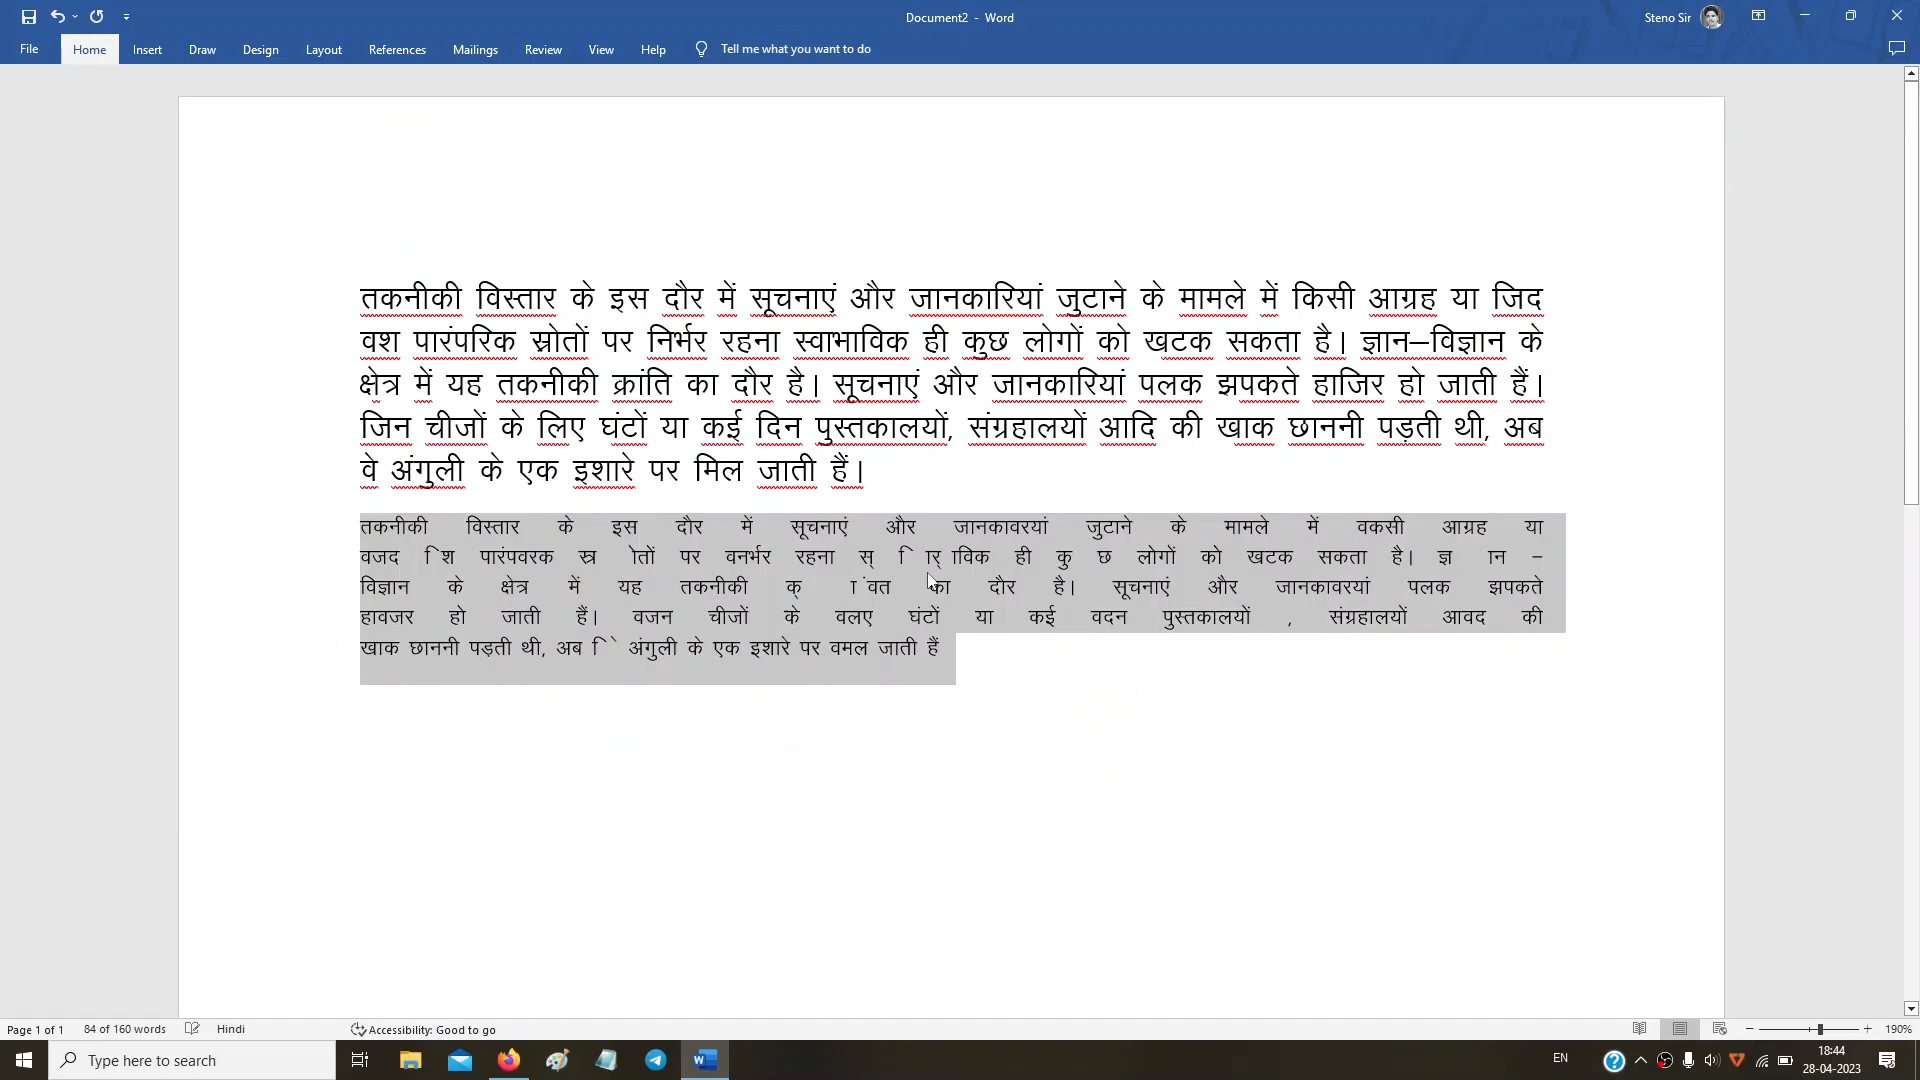 Document2 - Word
Steno Sir
File Home Insert Draw Design Layout References Mailings Review View Help Tell me what you want to do
तकनीकी विस्तार के इस दौर में सूचनाएं और जानकारियां जुटाने के मामले में किसी आग्रह या जिद
वश पारंपरिक स्रोतों पर निर्भर रहना स्वाभाविक ही कुछ लोगों को खटक सकता है। ज्ञान–विज्ञान के
क्षेत्र में यह तकनीकी क्रांति का दौर है। सूचनाएं और जानकारियां पलक झपकते हाजिर हो जाती हैं।
जिन चीजों के लिए घंटों या कई दिन पुस्तकालयों, संग्रहालयों आदि की खाक छाननी पड़ती थी, अब
वे अंगुली के एक इशारे पर मिल जाती हैं।
तकनीकी विस्तार के इस दौर में सूचनाएं और जानकावरयां जुटाने के मामले में वकसी आग्रह या
वजद िश पारंपवरक स्त्र ोतों पर वनर्भर रहना स् िार् ाविक ही कु छ लोगों को खटक सकता है। ज्ञ ान –
विज्ञान के क्षेत्र में यह तकनीकी क् ांवत का दौर है। सूचनाएं और जानकावरयां पलक झपकते
हावजर हो जाती हैं। वजन चीजों के वलए घंटों या कई वदन पुस्तकालयों , संग्रहालयों आवद की
खाक छाननी पड़ती थी, अब िे अंगुली के एक इशारे पर वमल जाती हैं
Page 1 of 1 84 of 160 words Hindi Accessibility: Good to go 190%
Type here to search EN 18:44
28-04-2023